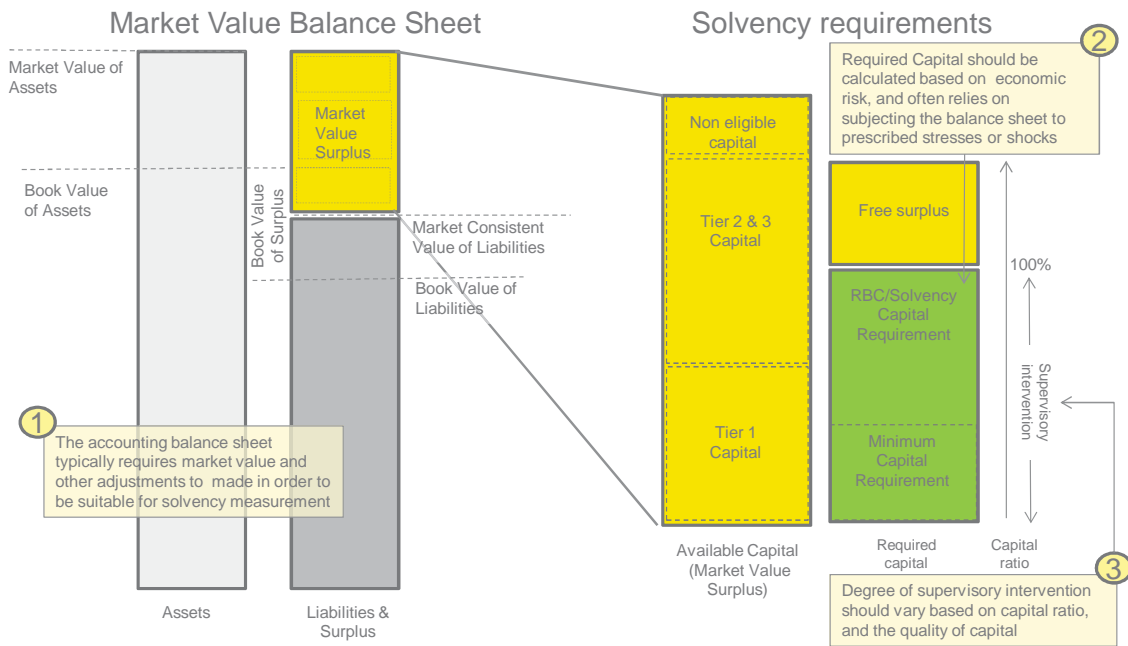 Market Value Balance Sheet
Solvency requirements
Market Value of
Assets
Book Value
of Assets
Market
Value
Surplus
Book Value
of Surplus
Market Consistent
Value of Liabilities
Book Value of
Liabilities
1
The accounting balance sheet
typically requires market value and
other adjustments to  made in order to
be suitable for solvency measurement
Assets
Liabilities &
Surplus
Non eligible
capital
Tier 2 & 3
Capital
Tier 1
Capital
Available Capital
(Market Value
Surplus)
2
Required Capital should be
calculated based on  economic
risk, and often relies on
subjecting the balance sheet to
prescribed stresses or shocks
Free surplus
100%
RBC/Solvency
Capital
Requirement
Minimum
Capital
Requirement
Supervisory
intervention
Required
capital
Capital
ratio
3
Degree of supervisory intervention
should vary based on capital ratio,
and the quality of capital